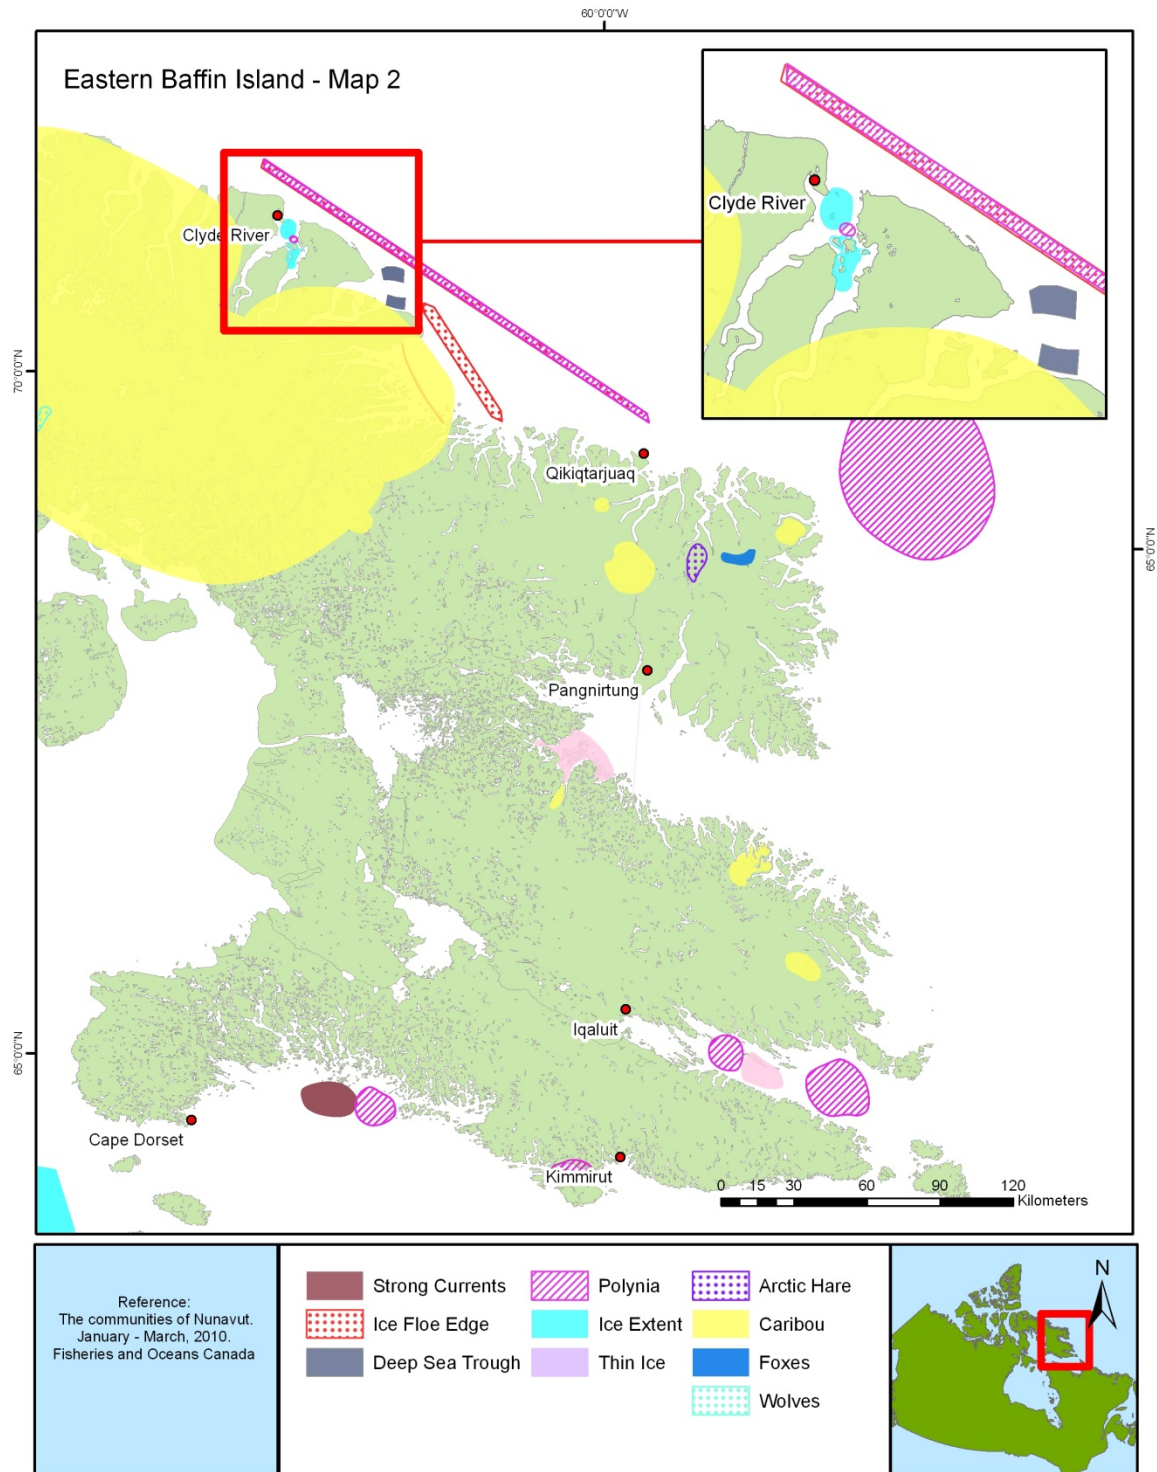 60°0'0"W
Eastern Baffin Island - Map 2
Clyde River
Clyde River
70°0'0"N
Qikiqtarjuaq
65°0'0"N
Pangnirtung
Iqaluit
65°0'0"N
Cape Dorset
Kimmirut
0 15 30 60 90 120
Kilometers
Reference:
The communities of Nunavut.
January - March, 2010.
Fisheries and Oceans Canada
Strong Currents
Polynia
Arctic Hare
Ice Floe Edge
Ice Extent
Caribou
Deep Sea Trough
Thin Ice
Foxes
Wolves
N